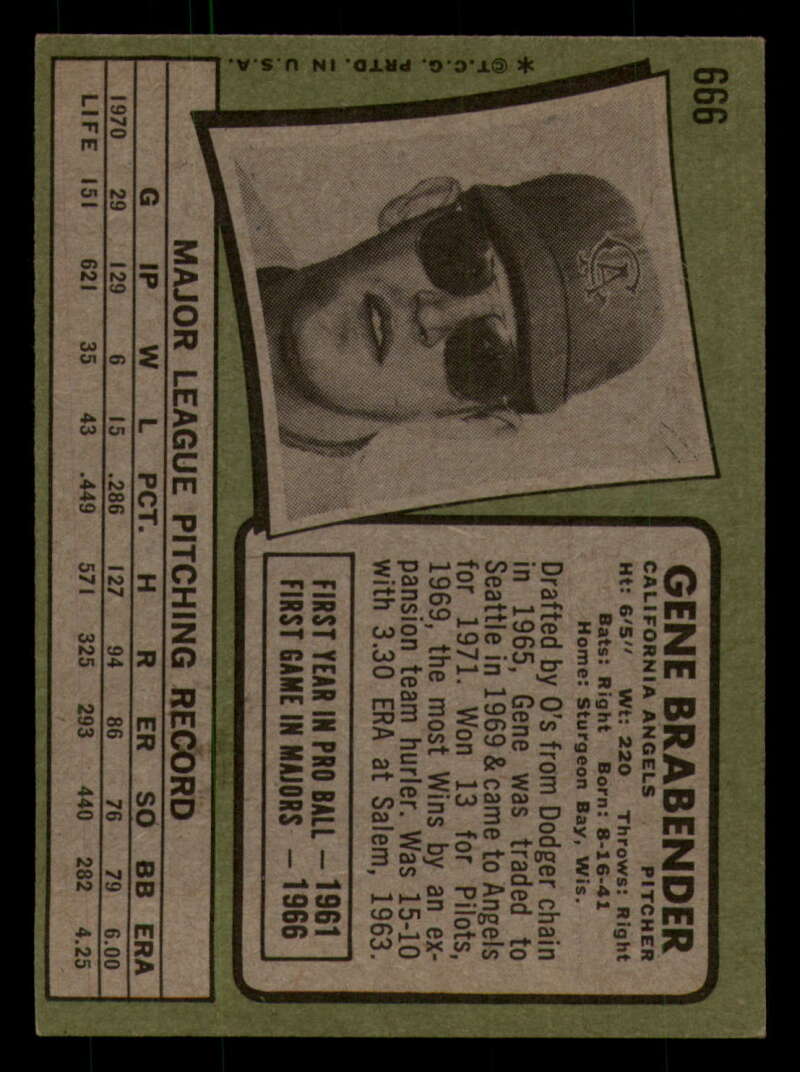 666
GENE BRABENDER
CALIFORNIA ANGELS PITCHER
Ht: 6'5" Wt: 220 Throws: Right
Bats: Right Born: 8-16-41
Home: Sturgeon Bay, Wis.
Drafted by O's from Dodger chain
in 1965, Gene was traded to
Seattle in 1969 & came to Angels
for 1971. Won 13 for Pilots,
1969, the most Wins by an ex-
pansion team hurler. Was 15-10
with 3.30 ERA at Salem, 1963.
FIRST YEAR IN PRO BALL — 1961
FIRST GAME IN MAJORS — 1966
CA
* ©T.C.G. PRTD. IN U.S.A.
MAJOR LEAGUE PITCHING RECORD
G IP W L PCT. H R ER SO BB ERA
1970 29 129 6 15 .286 127 94 86 76 79 6.00
LIFE 151 621 35 43 .449 571 325 293 440 282 4.25